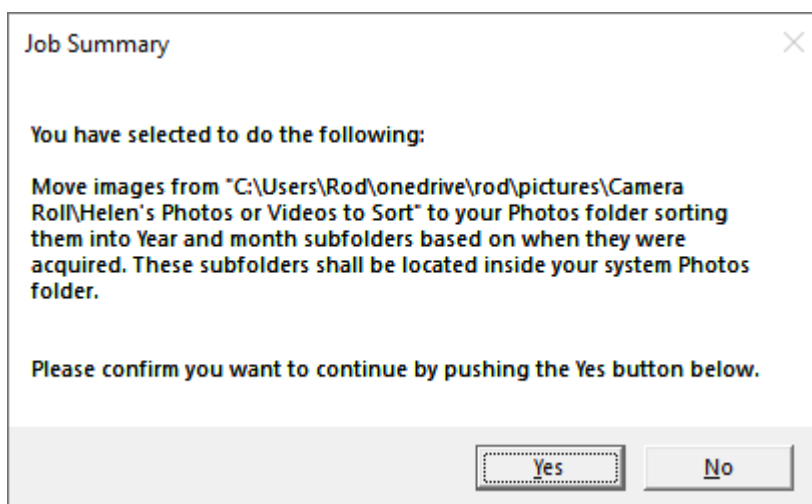 Job Summary
You have selected to do the following:
Move images from "C:\Users\Rod\onedrive\rod\pictures\Camera
Roll\Helen's Photos or Videos to Sort" to your Photos folder sorting
them into Year and month subfolders based on when they were
acquired. These subfolders shall be located inside your system Photos
folder.
Please confirm you want to continue by pushing the Yes button below.
Yes No